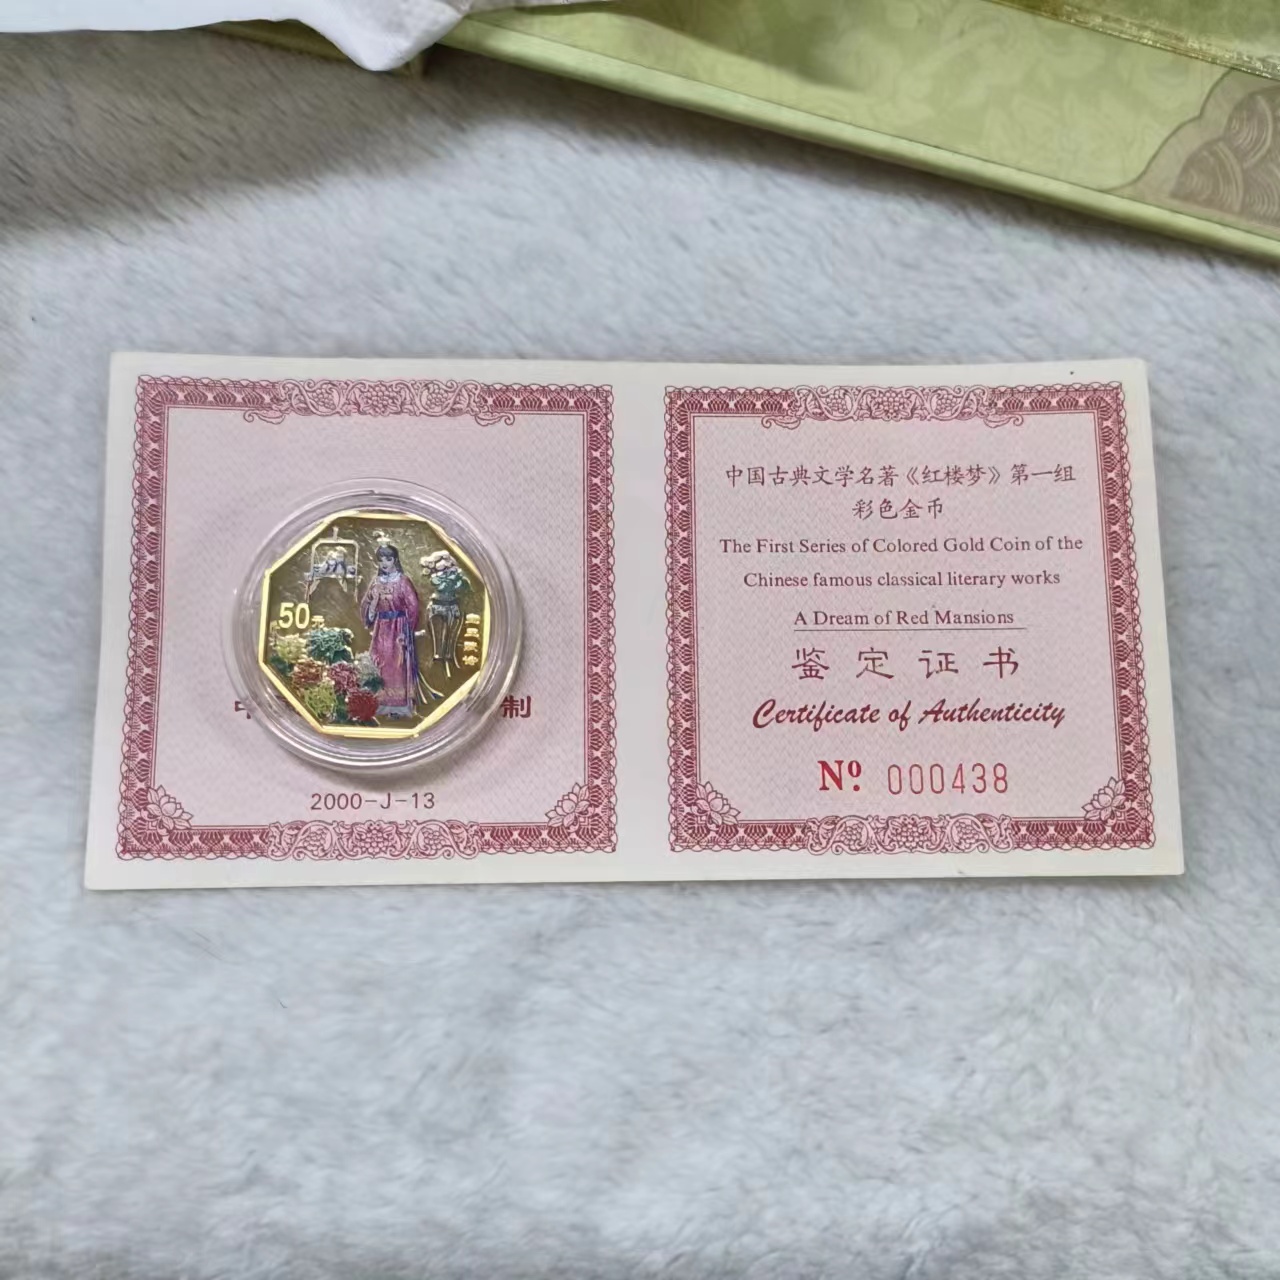 50元
中
制
2000-J-13
中国古典文学名著《红楼梦》第一组
彩色金币
The First Series of Colored Gold Coin of the
Chinese famous classical literary works
A Dream of Red Mansions
鉴定证书
Certificate of Authenticity
Nº 000438